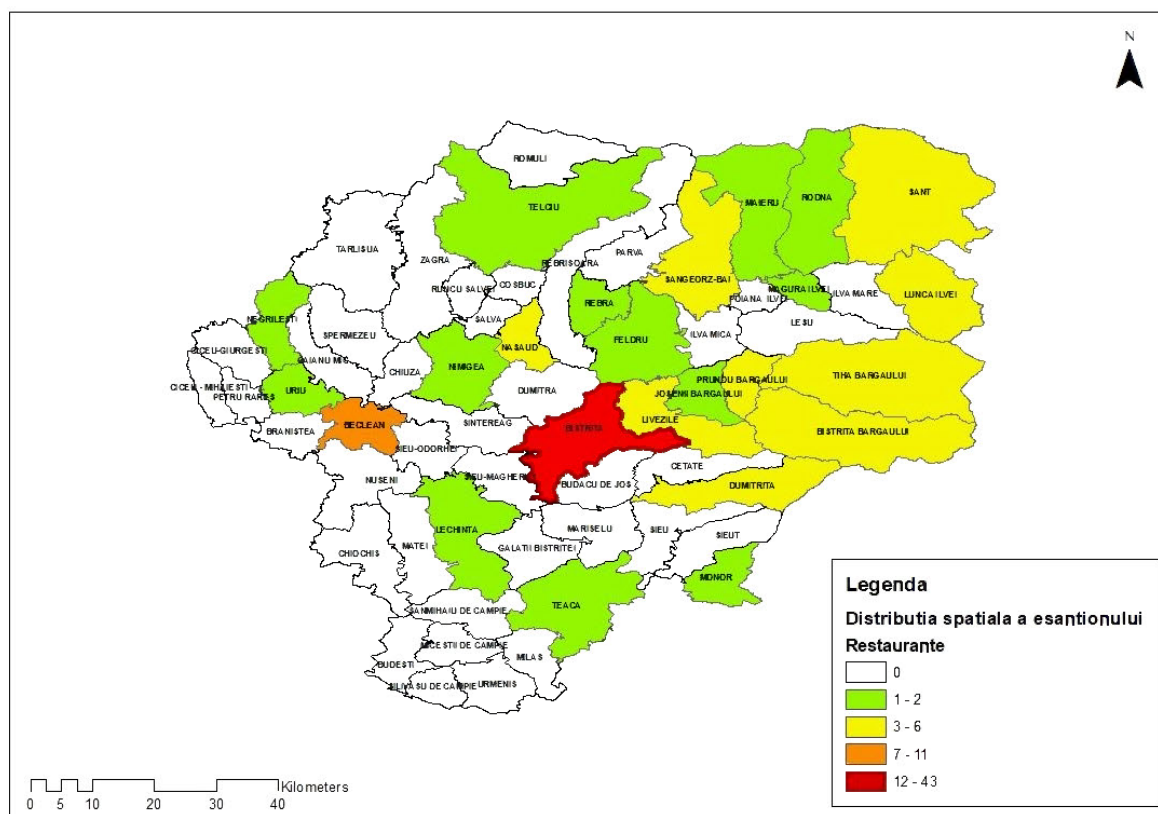 N
ROMULI
TELCIU
SANT
MAIERU
RODNA
TARLISUA
ZAGRA
PARVA
REBRISOARA
SANGEORZ-BAI
RUNCU SALVEI
COSBUC
MAGURA ILVEI
POIANA ILVEI
ILVA MARE
LUNCA ILVEI
REBRA
NEGRILESTI
SALVA
LESU
SPERMEZEU
ILVA MICA
FELDRU
NASAUD
CICEU-GIURGESTI
CAIANU MIC
NIMIGEA
CHIUZA
TIHA BARGAULUI
PRUNDU BARGAULUI
CICEU - MIHAIESTI
URIU
DUMITRA
JOSENII BARGAULUI
PETRU RARES
LIVEZILE
BECLEAN
SINTEREAG
BISTRITA
BISTRITA BARGAULUI
BRANISTEA
SIEU-ODORHEI
CETATE
NUSENI
SIEU-MAGHERUS
BUDACU DE JOS
DUMITRITA
LECHINTA
MARISELU
SIEU
SIEUT
MATEI
GALATII BISTRITEI
CHIOCHIS
MONOR
TEACA
SANMIHAIU DE CAMPIE
MICESTII DE CAMPIE
MILAS
BUDESTI
SILIVASU DE CAMPIE
URMENIS
Legenda
Distributia spatiala a esantionului
Restaurante
0
1 - 2
3 - 6
7 - 11
12 - 43
Kilometers
0 5 10 20 30 40